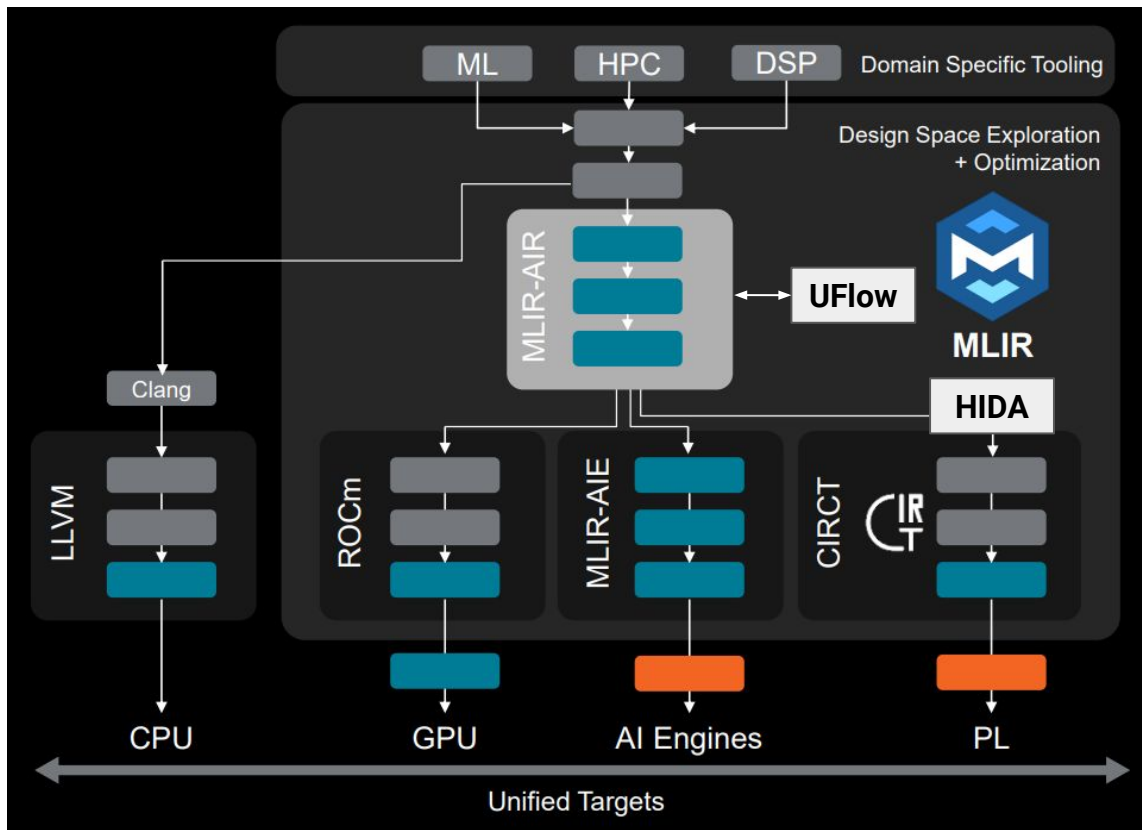 ML
HPC
DSP
Domain Specific Tooling
Design Space Exploration
+ Optimization
MLIR-AIR
UFlow
MLIR
Clang
HIDA
LLVM
ROCm
MLIR-AIE
CIRCT
CIR
T
CPU
GPU
AI Engines
PL
Unified Targets